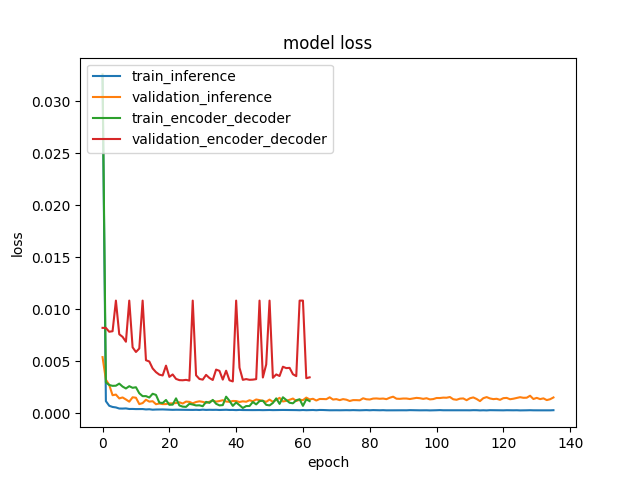 model loss
train_inference
validation_inference
train_encoder_decoder
validation_encoder_decoder
loss
0.030
0.025
0.020
0.015
0.010
0.005
0.000
0 20 40 60 80 100 120 140
epoch